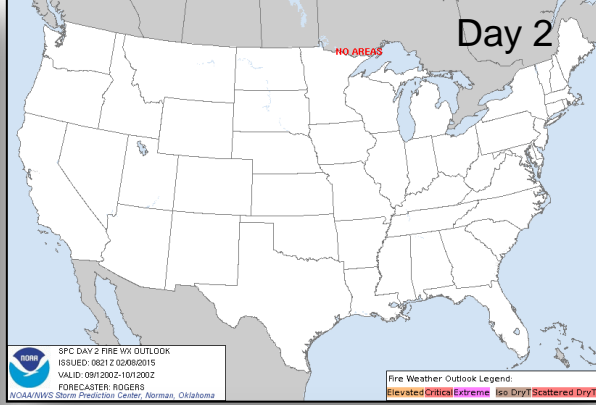 Day 2
NO AREAS
NOAA
SPC DAY 2 FIRE WX OUTLOOK
ISSUED: 0821 Z 02/08/2015
VALID: 09/1200Z-10/1200Z
FORECASTER: ROGERS
NOAA/NWS Storm Prediction Center, Norman, Oklahoma
Fire Weather Outlook Legend:
Elevated Critical Extreme Iso DryT Scattered DryT